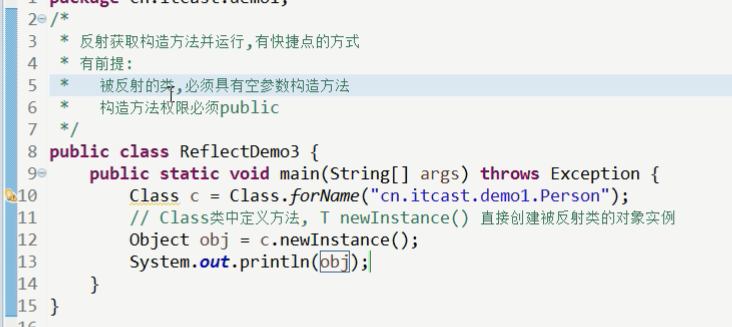 package cn.itcast.demo1;
2 /*
3 * 反射获取构造方法并运行,有快捷点的方式
4 * 有前提:
5 * 被反射的类,必须具有空参数构造方法
6 * 构造方法权限必须public
7 */
8 public class ReflectDemo3 {
9 public static void main(String[] args) throws Exception {
10 Class c = Class.forName("cn.itcast.demo1.Person");
11 // Class类中定义方法, T newInstance() 直接创建被反射类的对象实例
12 Object obj = c.newInstance();
13 System.out.println(obj);
14 }
15 }